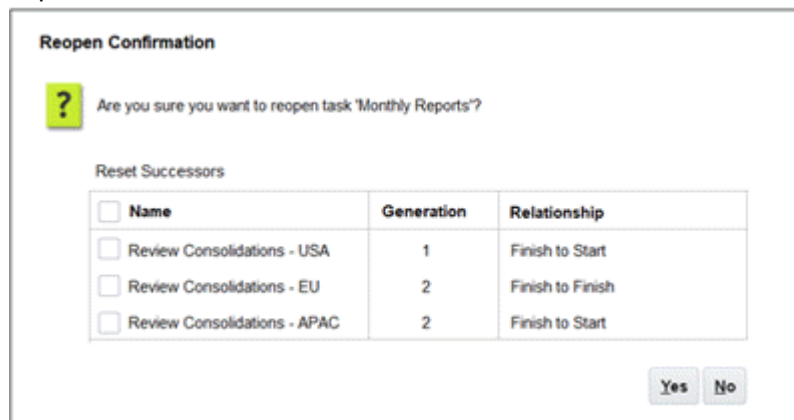 Reopen Confirmation
?
Are you sure you want to reopen task 'Monthly Reports'?
Reset Successors
Name Generation Relationship
Review Consolidations - USA 1 Finish to Start
Review Consolidations - EU 2 Finish to Finish
Review Consolidations - APAC 2 Finish to Start
Yes No